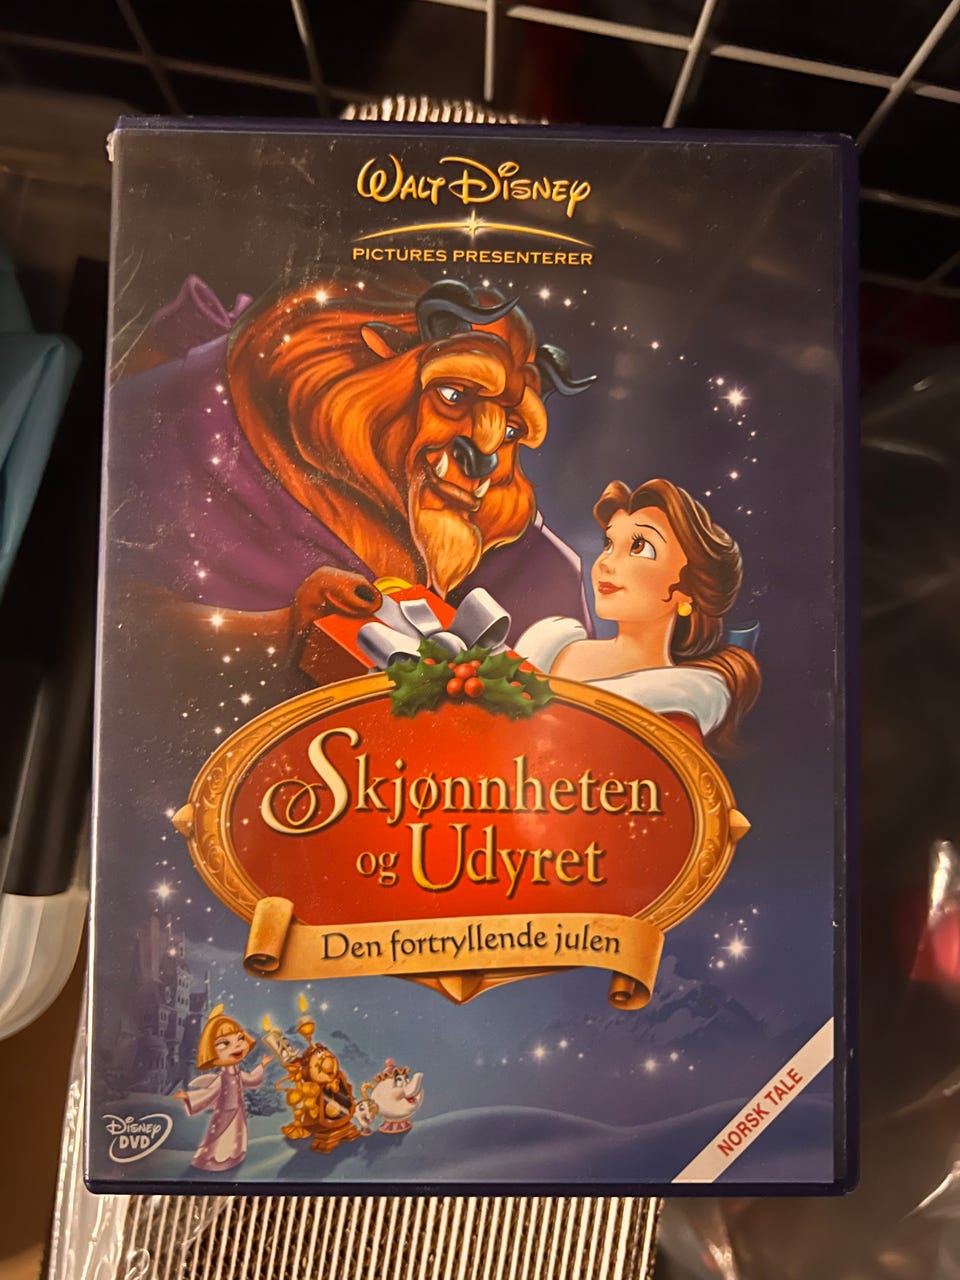 WALT DISNEY
PICTURES PRESENTERER
Skjønnheten
og Udyret
Den fortryllende julen
DISNEY
DVD
NORSK TALE